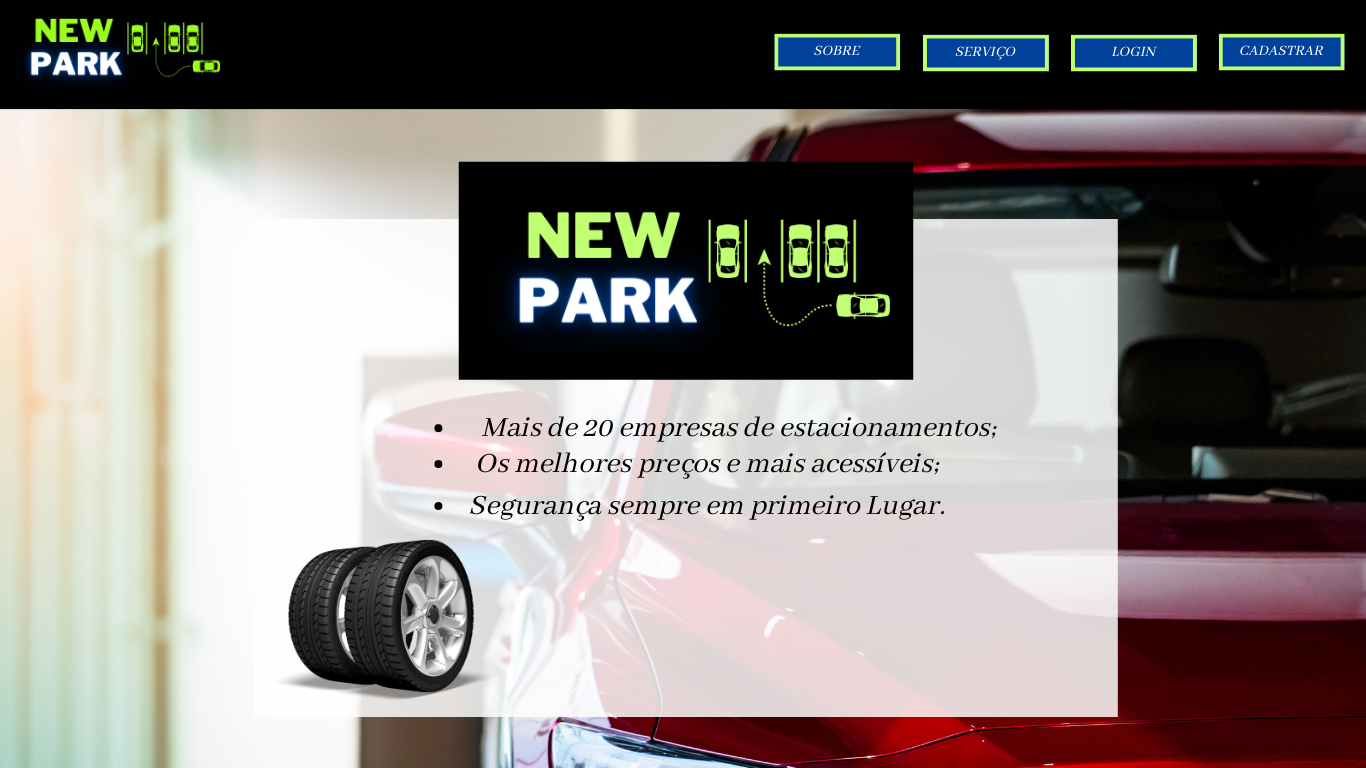 NEW
PARK
SOBRE
SERVIÇO
LOGIN
CADASTRAR
NEW
PARK
• Mais de 20 empresas de estacionamentos;
• Os melhores preços e mais acessíveis;
• Segurança sempre em primeiro Lugar.